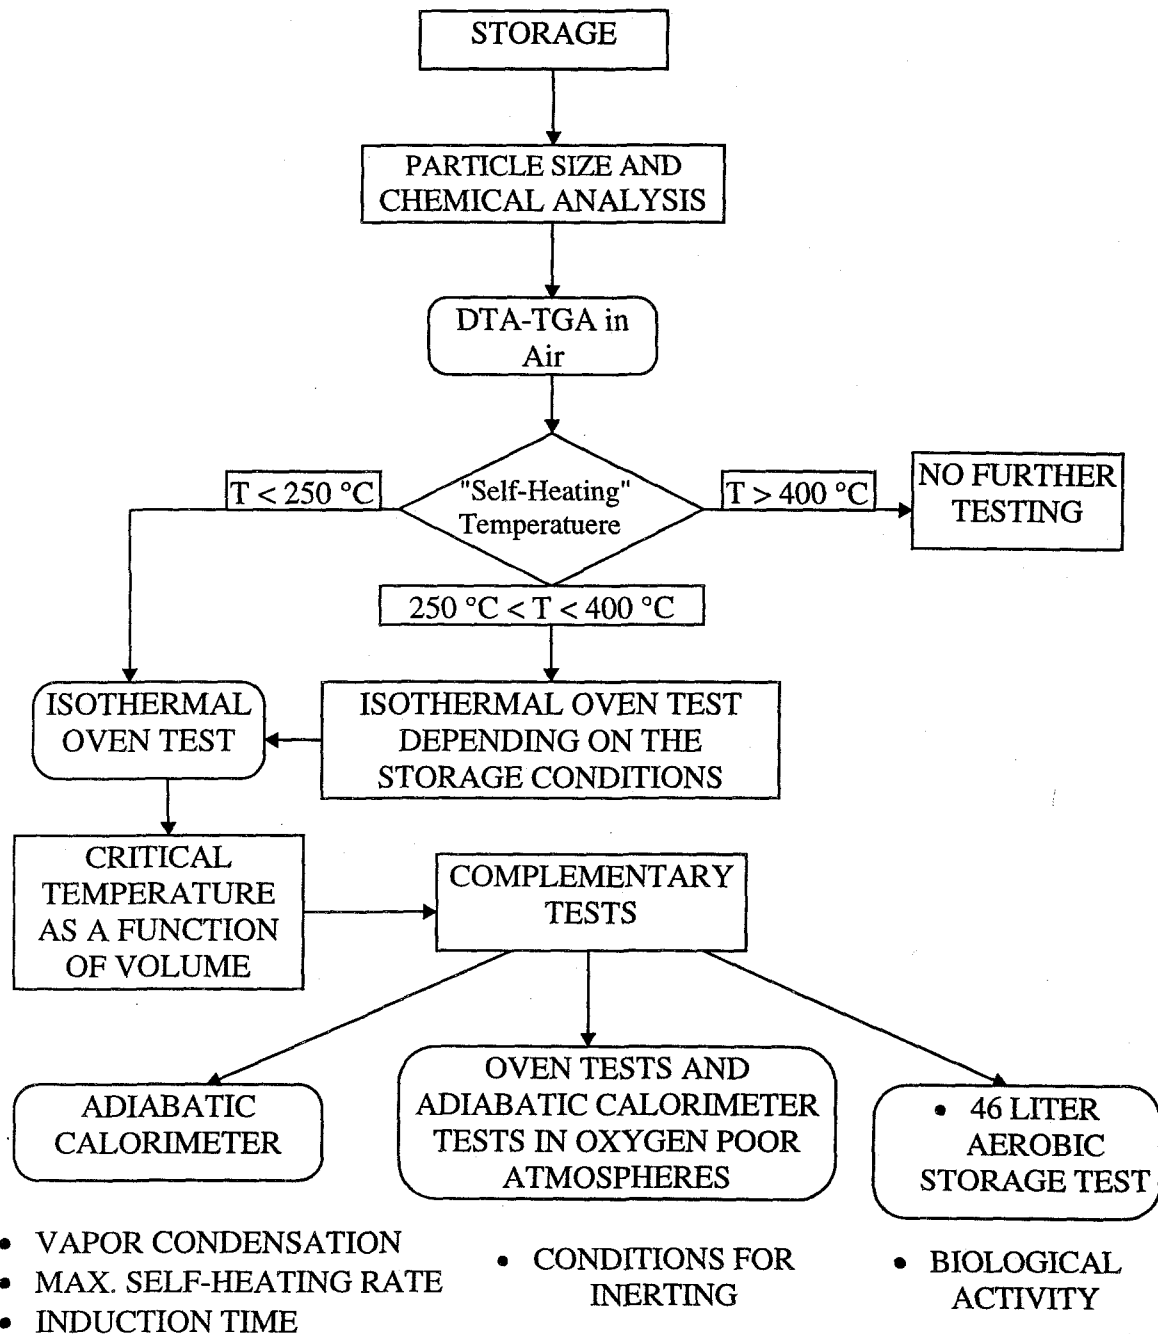 STORAGE
PARTICLE SIZE AND
CHEMICAL ANALYSIS
DTA-TGA in
Air
T < 250 °C
"Self-Heating"
Temperatuere
T > 400 °C
NO FURTHER
TESTING
250 °C < T < 400 °C
ISOTHERMAL
OVEN TEST
ISOTHERMAL OVEN TEST
DEPENDING ON THE
STORAGE CONDITIONS
CRITICAL
TEMPERATURE
AS A FUNCTION
OF VOLUME
COMPLEMENTARY
TESTS
ADIABATIC
CALORIMETER
OVEN TESTS AND
ADIABATIC CALORIMETER
TESTS IN OXYGEN POOR
ATMOSPHERES
• 46 LITER
AEROBIC
STORAGE TEST
• VAPOR CONDENSATION
• MAX. SELF-HEATING RATE
• INDUCTION TIME
• CONDITIONS FOR
INERTING
• BIOLOGICAL
ACTIVITY